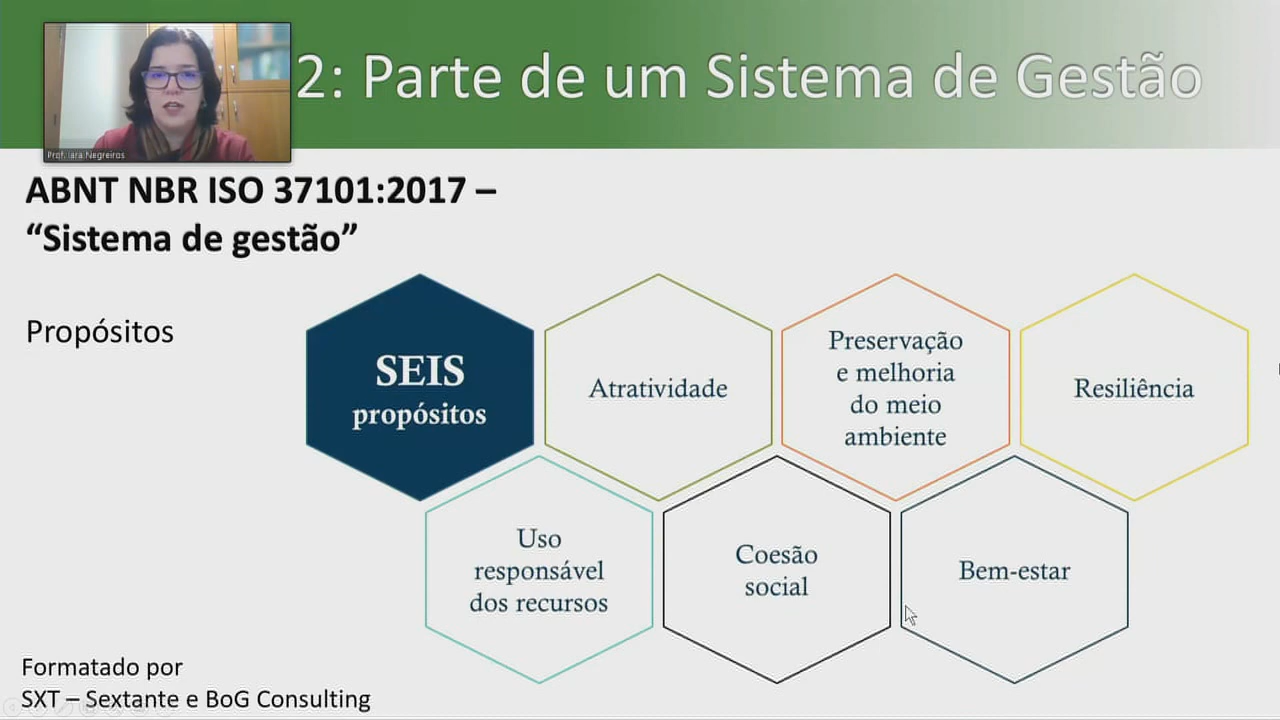 2: Parte de um Sistema de Gestão
Prof. Iara Negreiros
ABNT NBR ISO 37101:2017 –
“Sistema de gestão”
Propósitos
SEIS
propósitos
Atratividade
Preservação
e melhoria
do meio
ambiente
Resiliência
Uso
responsável
dos recursos
Coesão
social
Bem-estar
Formatado por
SXT – Sextante e BoG Consulting